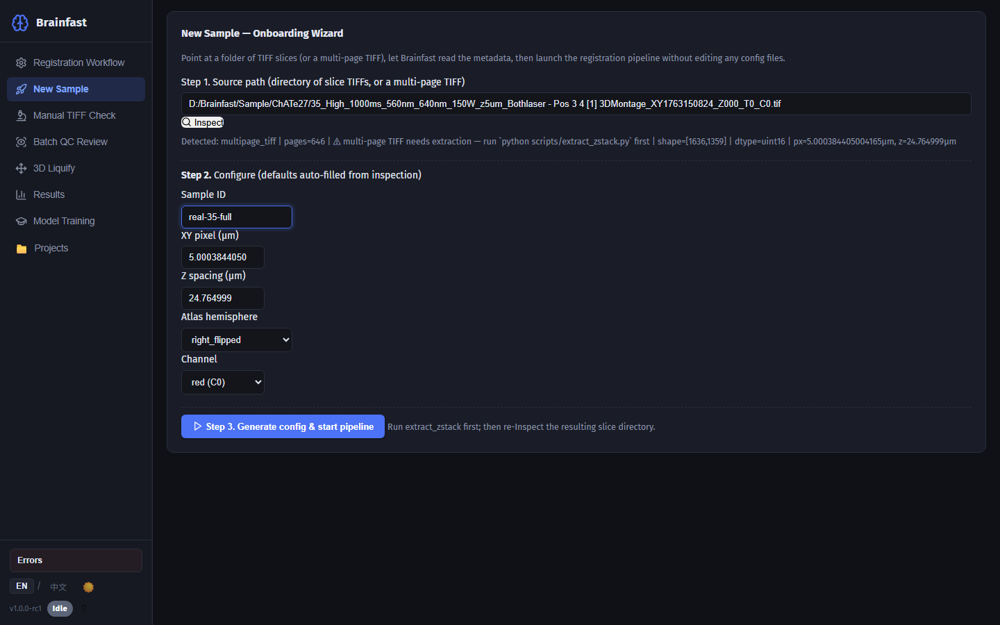 Brainfast
Registration Workflow
New Sample
Manual TIFF Check
Batch QC Review
3D Liquify
Results
Model Training
Projects
Errors
EN / 中文
v1.0.0-rc1 Idle ?
New Sample — Onboarding Wizard
Point at a folder of TIFF slices (or a multi-page TIFF), let Brainfast read the metadata, then launch the registration pipeline without editing any config files.
Step 1. Source path (directory of slice TIFFs, or a multi-page TIFF)
D:/Brainfast/Sample/ChATe27/35_High_1000ms_560nm_640nm_150W_z5um_Bothlaser - Pos 3 4 [1] 3DMontage_XY1763150824_Z000_T0_C0.tif
Inspect
Detected: multipage_tiff | pages=646 | ⚠ multi-page TIFF needs extraction — run `python scripts/extract_zstack.py` first | shape=[1636,1359] | dtype=uint16 | px=5.000384405004165µm, z=24.764999µm
Step 2. Configure (defaults auto-filled from inspection)
Sample ID
real-35-full
XY pixel (µm)
5.0003844050
Z spacing (µm)
24.764999
Atlas hemisphere
right_flipped
Channel
red (C0)
Step 3. Generate config & start pipeline Run extract_zstack first; then re-Inspect the resulting slice directory.